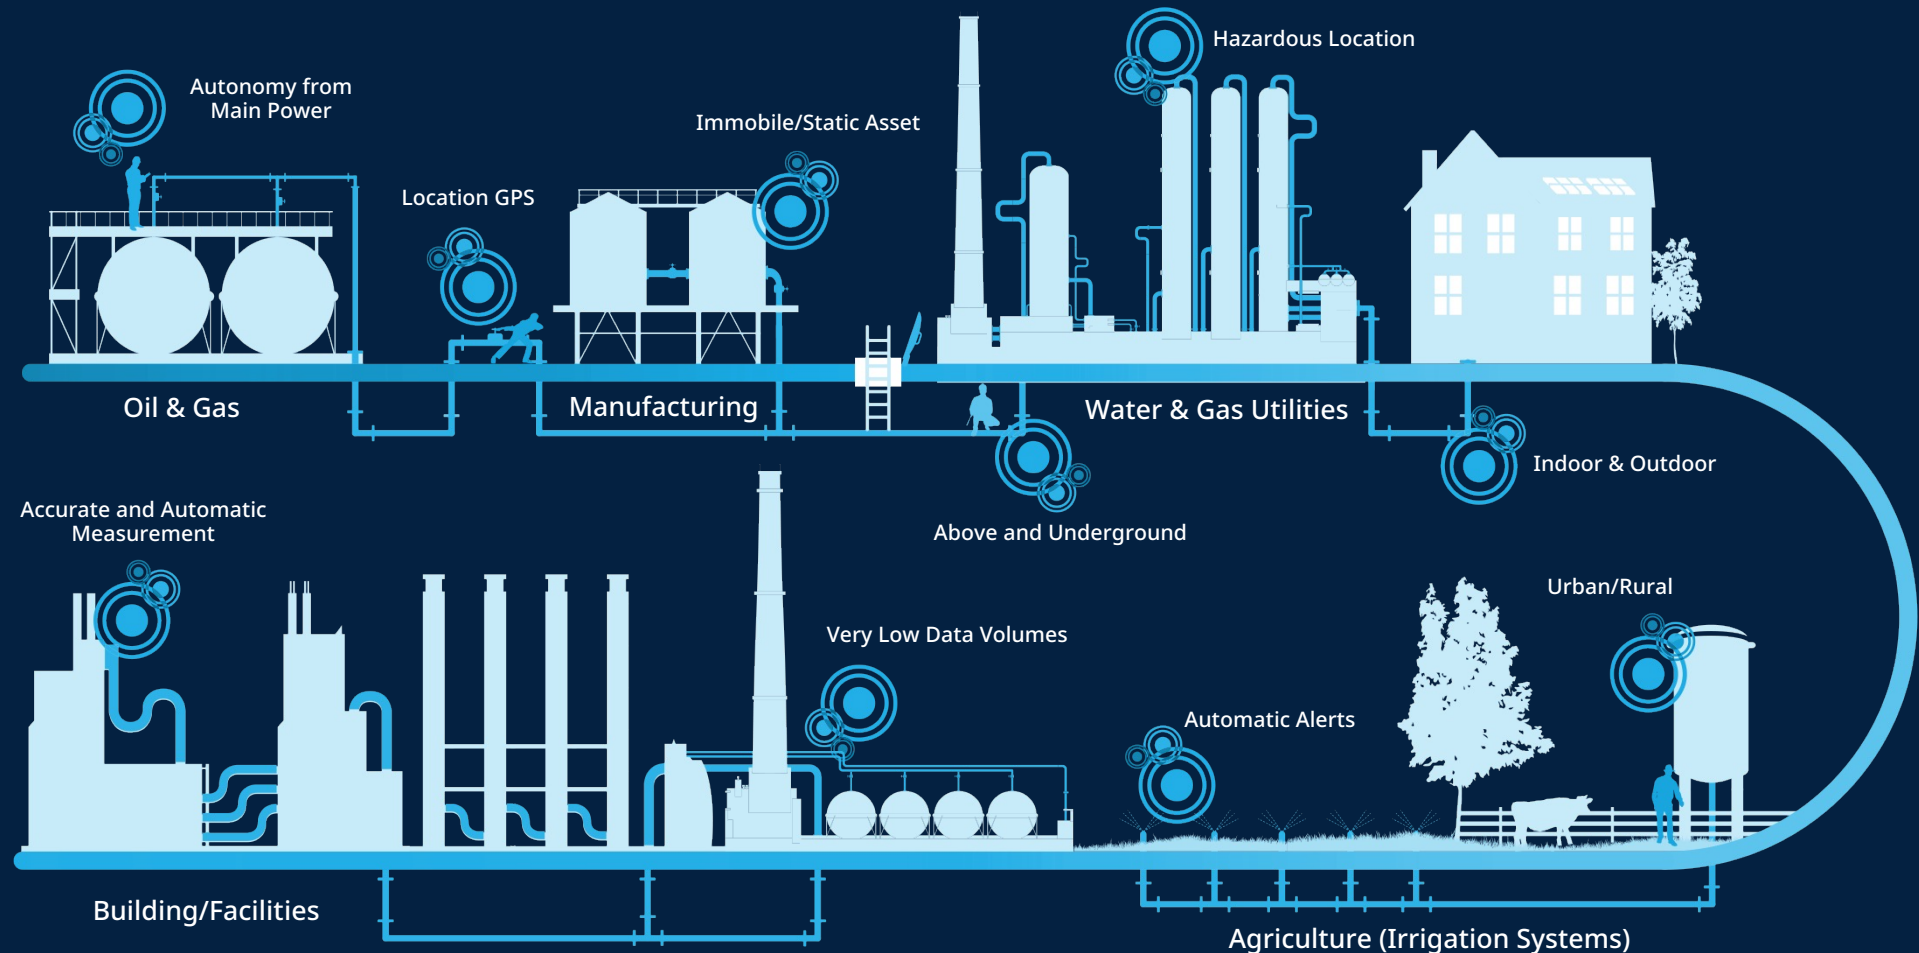 Hazardous Location
Autonomy from
Main Power
Immobile/Static Asset
Location GPS
Oil & Gas
Manufacturing
Water & Gas Utilities
Indoor & Outdoor
Above and Underground
Accurate and Automatic
Measurement
Urban/Rural
Very Low Data Volumes
Automatic Alerts
Building/Facilities
Agriculture (Irrigation Systems)